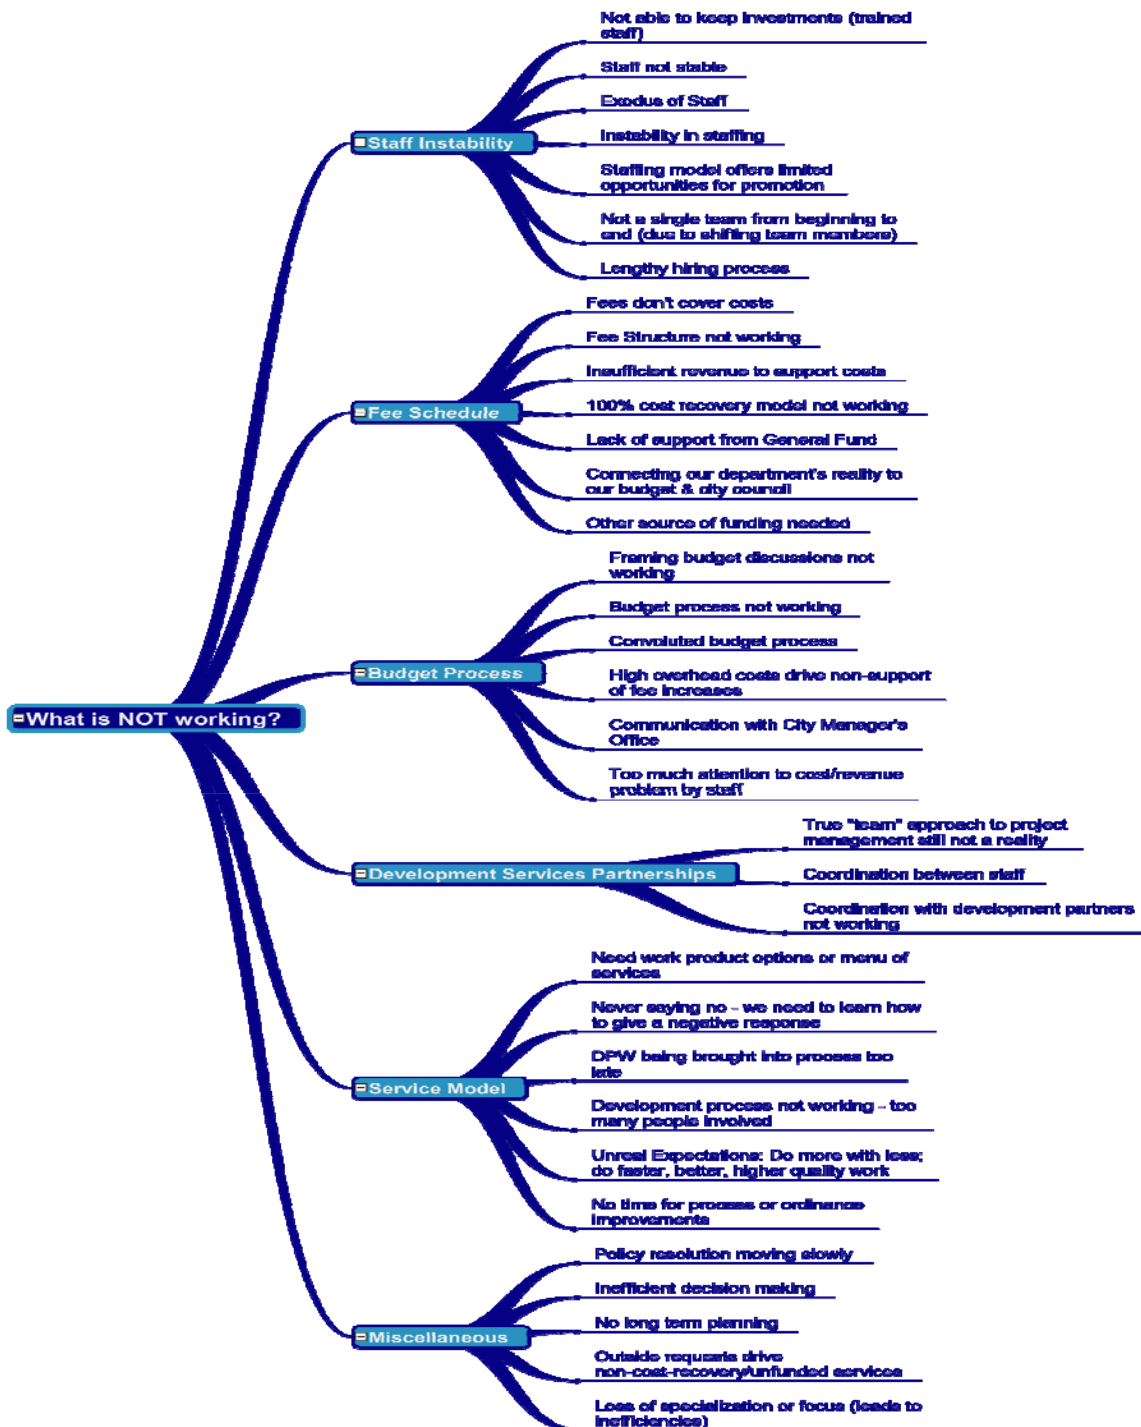 Not able to keep investments (trained
staff)
Staff not stable
Exodus of Staff
Staff Instability
Instability in staffing
Staffing model offers limited
opportunities for promotion
Not a single team from beginning to
end (due to shifting team members)
Lengthy hiring process
Fees don't cover costs
Fee Structure not working
Insufficient revenue to support costs
Fee Schedule
100% cost recovery model not working
Lack of support from General Fund
Connecting our department's reality to
our budget & city council
Other source of funding needed
Framing budget discussions not
working
Budget process not working
Convoluted budget process
Budget Process
High overhead costs drive non-support
of fee increases
What is NOT working?
Communication with City Manager's
Office
Too much attention to cost/revenue
problem by staff
True "team" approach to project
management still not a reality
Development Services Partnerships
Coordination between staff
Coordination with development partners
not working
Need work product options or menu of
services
Never saying no - we need to learn how
to give a negative response
DPW being brought into process too
late
Service Model
Development process not working - too
many people involved
Unreal Expectations: Do more with less;
do faster, better, higher quality work
No time for process or ordinance
improvements
Policy resolution moving slowly
Inefficient decision making
No long term planning
Miscellaneous
Outside requests drive
non-cost-recovery/unfunded services
Loss of specialization or focus (leads to
inefficiencies)